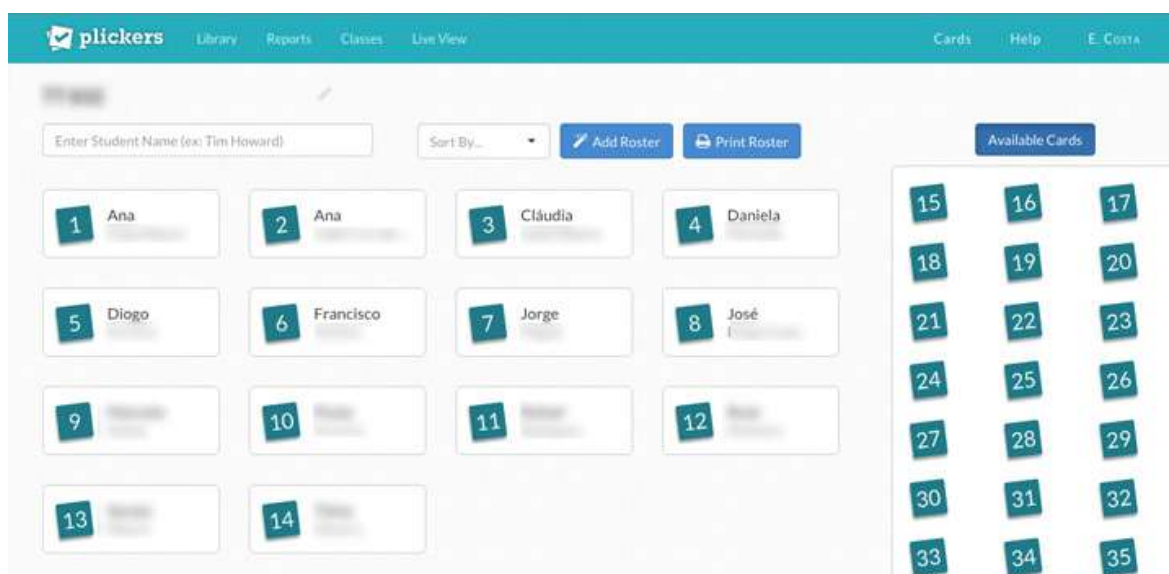 plickers Library Reports Classes Live View Cards Help E. COSTA
Enter Student Name (ex: Tim Howard) Sort By... Add Roster Print Roster Available Cards
1 Ana 2 Ana 3 Cláudia 4 Daniela
5 Diogo 6 Francisco 7 Jorge 8 José
9 10 11 12
13 14
15 16 17
18 19 20
21 22 23
24 25 26
27 28 29
30 31 32
33 34 35